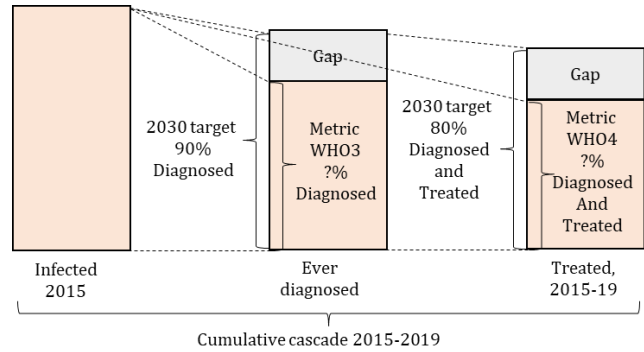 Gap
Gap
2030 target
90%
Diagnosed
Metric
WHO3
?%
Diagnosed
2030 target
80%
Diagnosed
and
Treated
Metric
WHO4
?%
Diagnosed
And
Treated
Infected
2015
Ever
diagnosed
Treated,
2015-19
Cumulative cascade 2015-2019